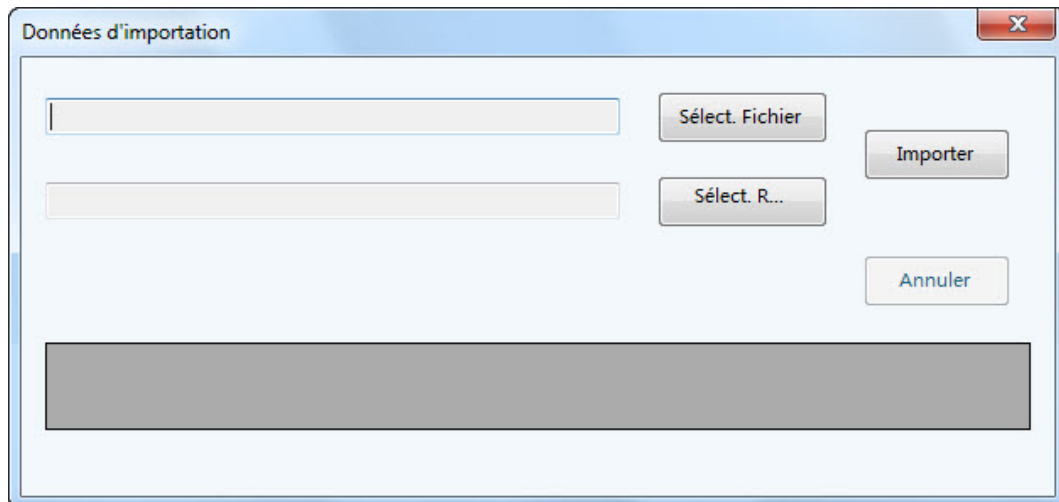 Données d'importation
Sélect. Fichier
Importer
Sélect. R...
Annuler